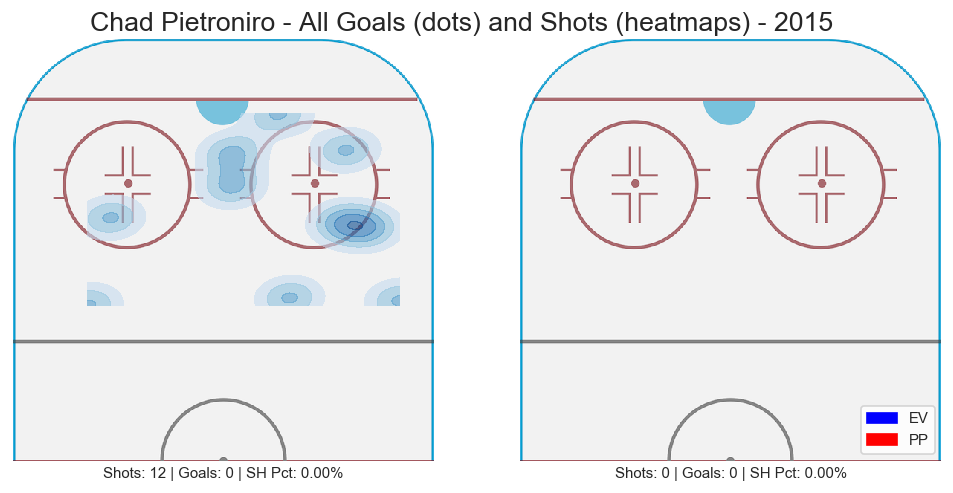 Chad Pietroniro - All Goals (dots) and Shots (heatmaps) - 2015
EV
PP
Shots: 12 | Goals: 0 | SH Pct: 0.00%
Shots: 0 | Goals: 0 | SH Pct: 0.00%